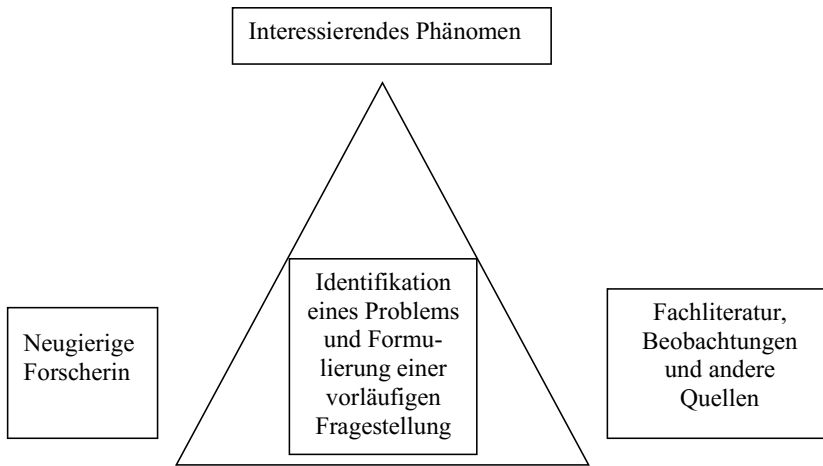 Interessierendes Phänomen
Identifikation
eines Problems
und Formu-
lierung einer
vorläufigen
Fragestellung
Neugierige
Forscherin
Fachliteratur,
Beobachtungen
und andere
Quellen